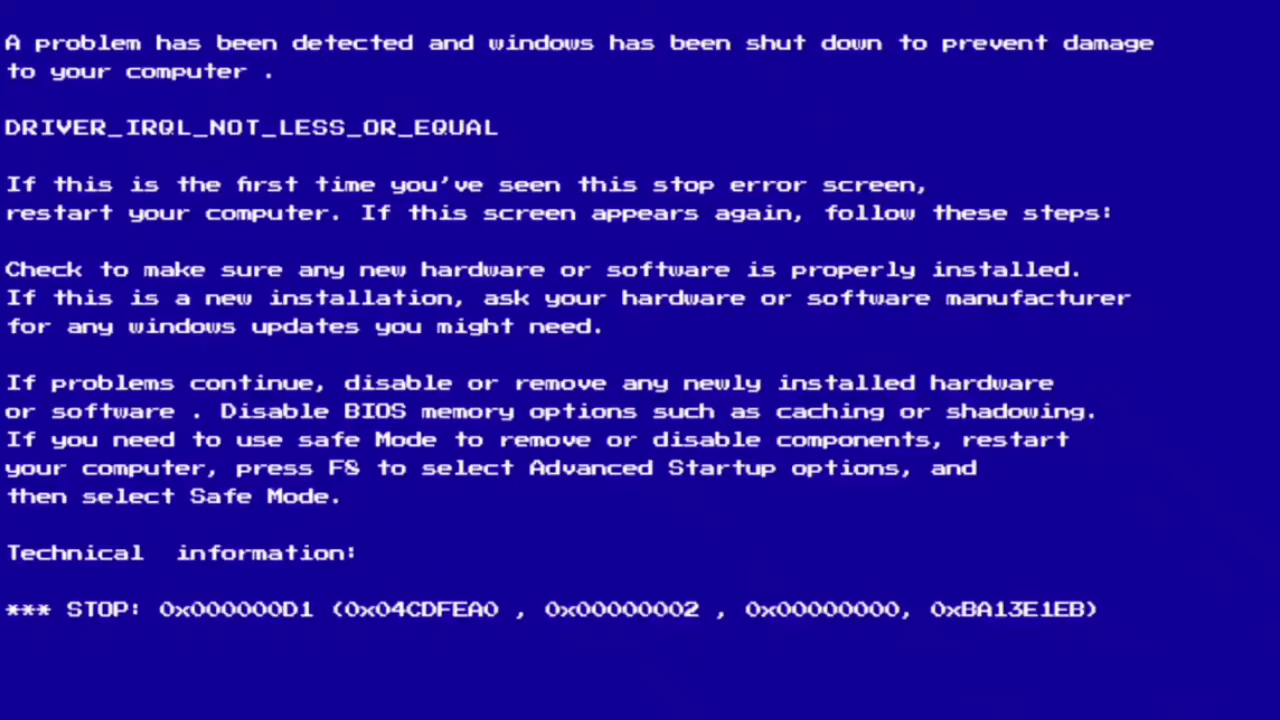 A problem has been detected and windows has been shut down to prevent damage
to your computer .
DRIVER_IRQL_NOT_LESS_OR_EQUAL
If this is the first time you've seen this stop error screen,
restart your computer. If this screen appears again, follow these steps:
Check to make sure any new hardware or software is properly installed.
If this is a new installation, ask your hardware or software manufacturer
for any windows updates you might need.
If problems continue, disable or remove any newly installed hardware
or software . Disable BIOS memory options such as caching or shadowing.
If you need to use safe Mode to remove or disable components, restart
your computer, press F8 to select Advanced Startup options, and
then select Safe Mode.
Technical  information:
*** STOP: 0x000000D1 (0x04CDFEA0 , 0x00000002 , 0x00000000, 0xBA13E1EB)